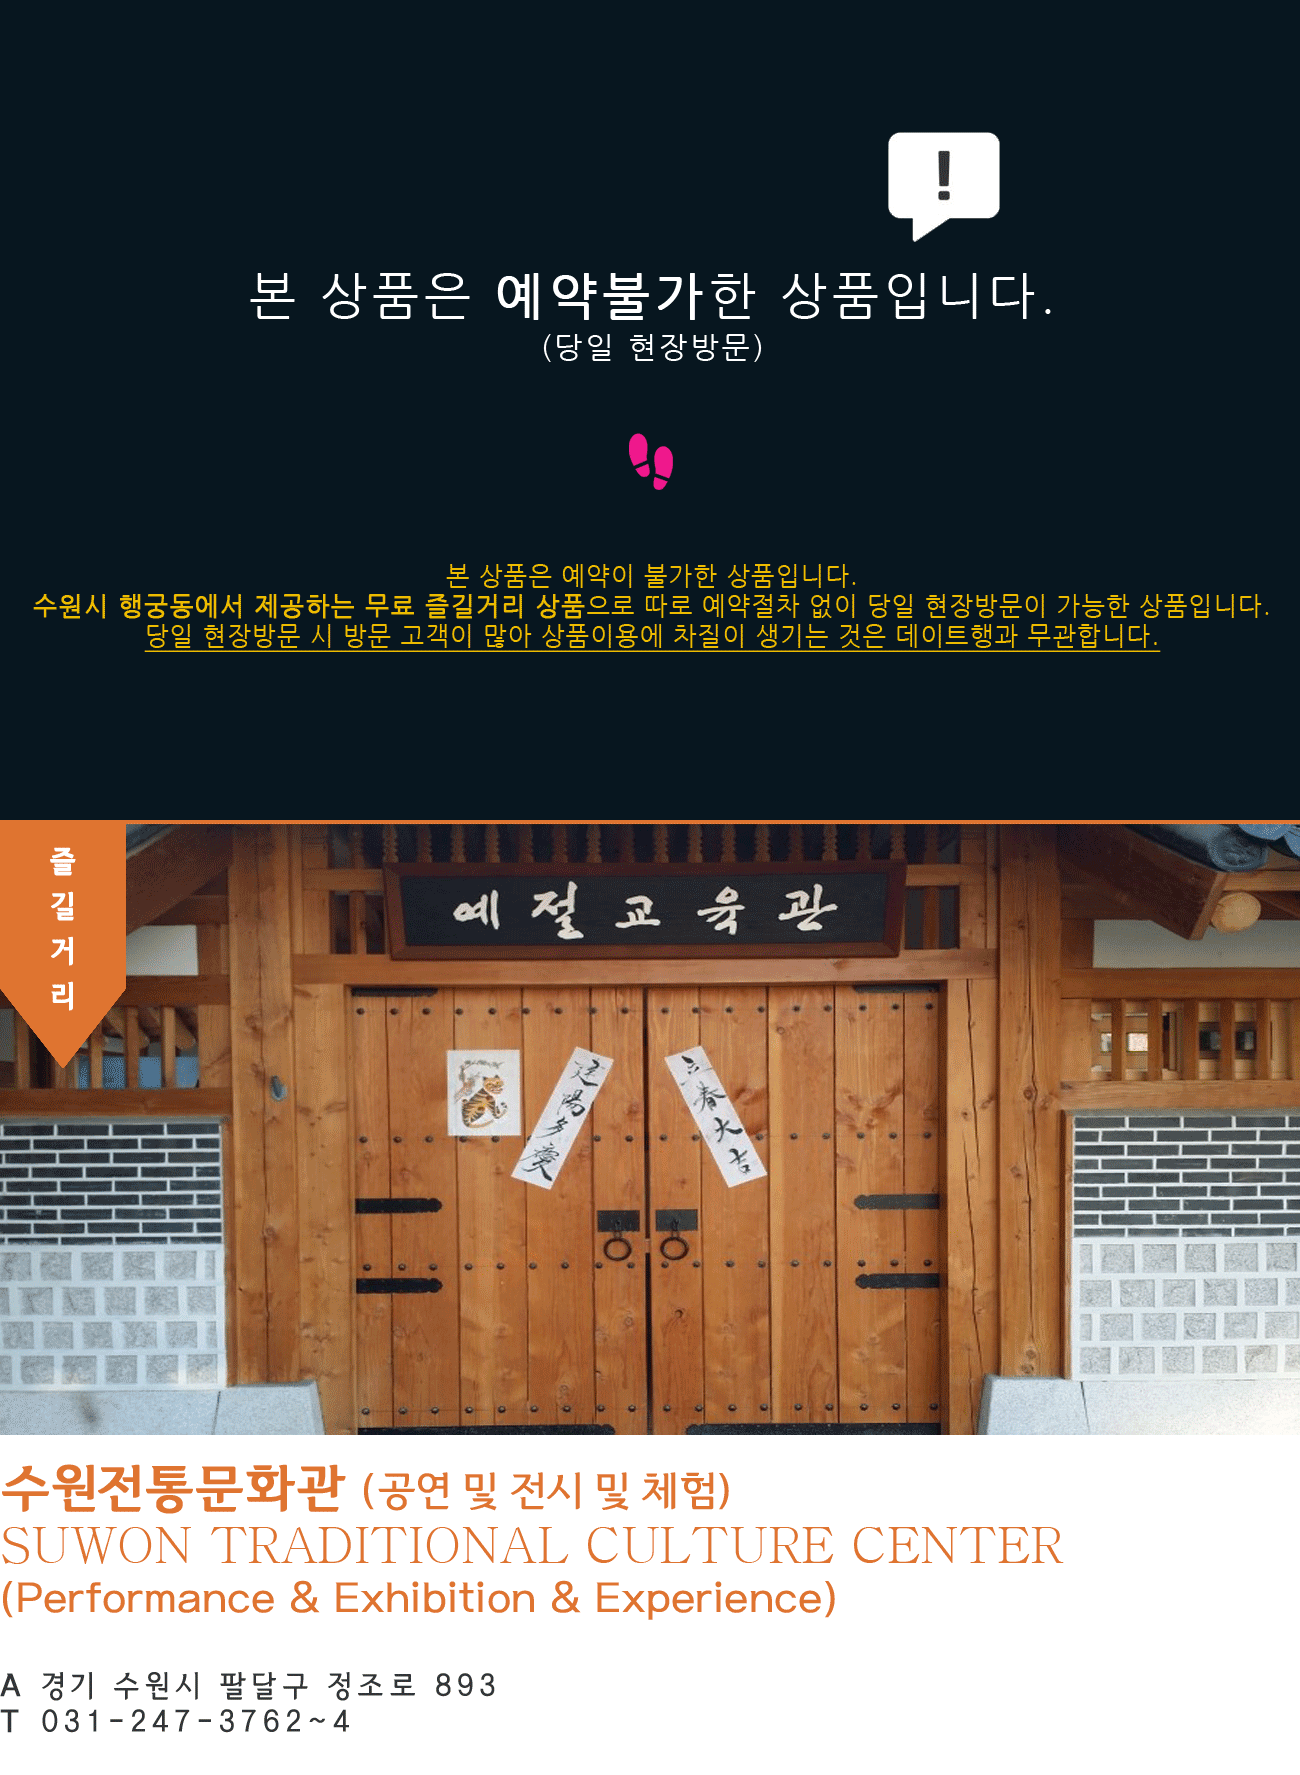 !
본 상품은 예약불가한 상품입니다.
(당일 현장방문)
본 상품은 예약이 불가한 상품입니다.
수원시 행궁동에서 제공하는 무료 즐길거리 상품으로 따로 예약절차 없이 당일 현장방문이 가능한 상품입니다.
당일 현장방문 시 방문 고객이 많아 상품이용에 차질이 생기는 것은 데이트행과 무관합니다.
즐길거리
예절교육관
建陽多慶
立春大吉
수원전통문화관 (공연 및 전시 및 체험)
SUWON TRADITIONAL CULTURE CENTER
(Performance & Exhibition & Experience)
A 경기 수원시 팔달구 정조로 893
T 031-247-3762~4